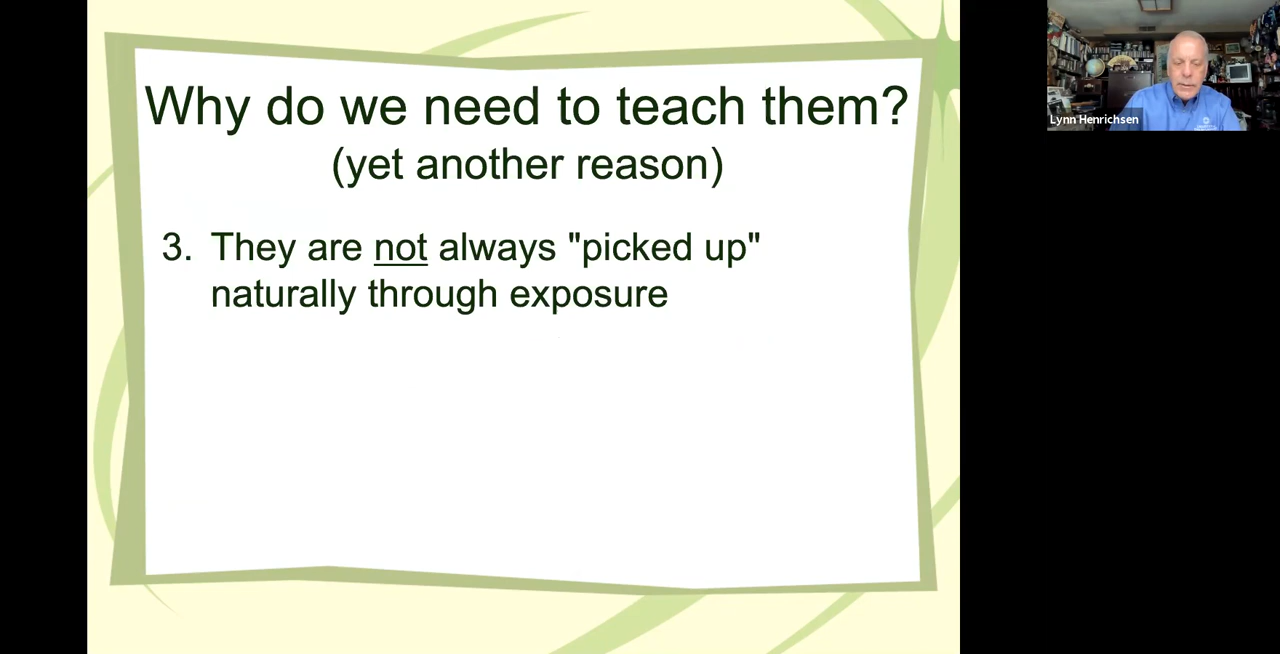 Why do we need to teach them?
(yet another reason)
3. They are not always "picked up"
naturally through exposure
Lynn Henrichsen